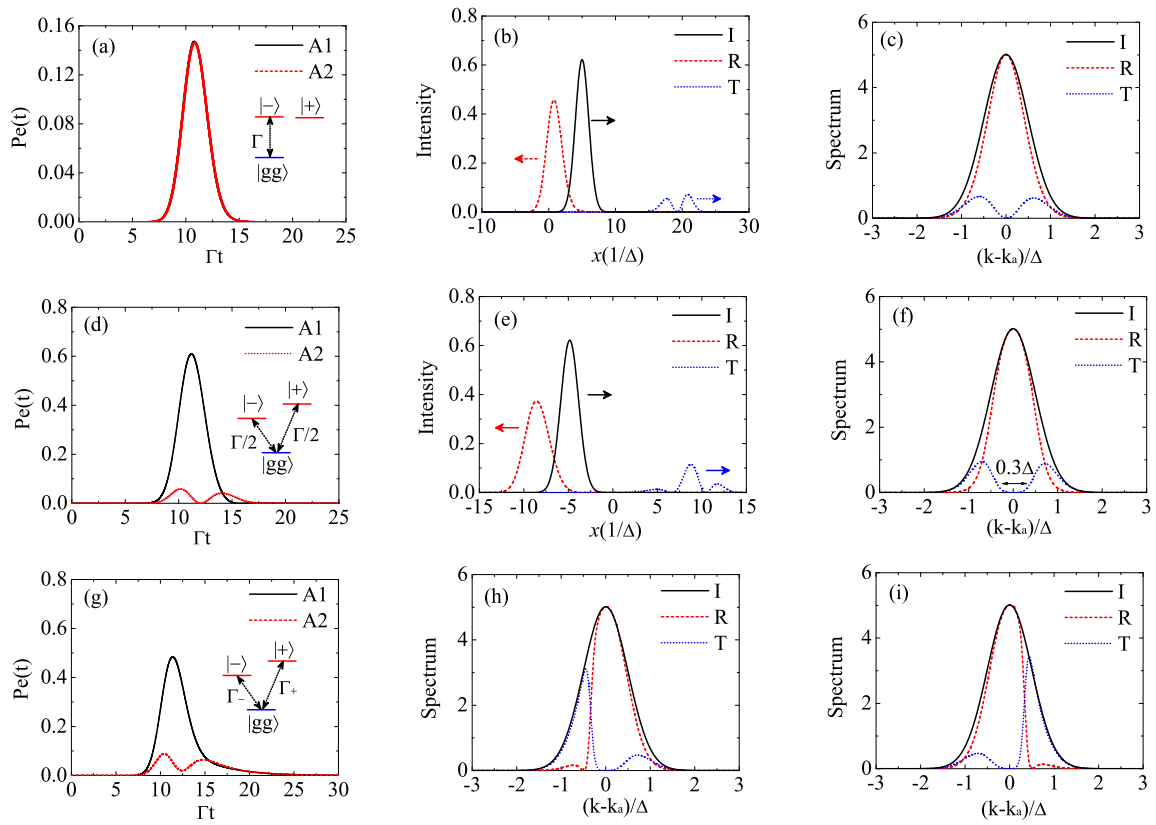 (a)
A1
A2
|−⟩ |+⟩
Γ
|gg⟩
Pe(t)
0.16
0.12
0.08
0.04
0.00
0 5 10 15 20 25
Γt
(b)
I
R
T
Intensity
0.8
0.6
0.4
0.2
0.0
-10 0 10 20 30
x(1/Δ)
(c)
I
R
T
Spectrum
6
4
2
0
-3 -2 -1 0 1 2 3
(k-ka)/Δ
(d)
A1
A2
|−⟩ |+⟩
Γ/2 Γ/2
|gg⟩
Pe(t)
0.8
0.6
0.4
0.2
0.0
0 5 10 15 20 25
Γt
(e)
I
R
T
Intensity
0.8
0.6
0.4
0.2
0.0
-15 -10 -5 0 5 10 15
x(1/Δ)
(f)
I
R
T
0.3Δ
Spectrum
6
4
2
0
-3 -2 -1 0 1 2 3
(k-ka)/Δ
(g)
A1
A2
|−⟩ |+⟩
Γ− Γ+
|gg⟩
Pe(t)
0.8
0.6
0.4
0.2
0.0
0 5 10 15 20 25 30
Γt
(h)
I
R
T
Spectrum
6
4
2
0
-3 -2 -1 0 1 2 3
(k-ka)/Δ
(i)
I
R
T
Spectrum
6
4
2
0
-3 -2 -1 0 1 2 3
(k-ka)/Δ